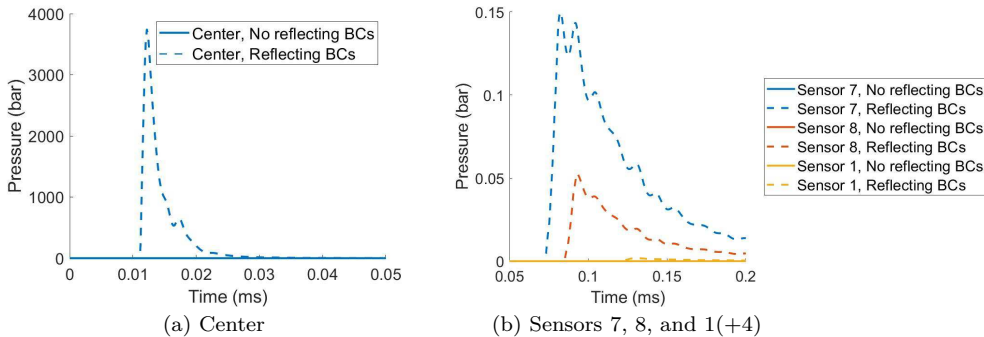 4000
3000
2000
1000
0
Pressure (bar)
0 0.01 0.02 0.03 0.04 0.05
Time (ms)
Center, No reflecting BCs
Center, Reflecting BCs
(a) Center
0.15
0.1
0.05
0
Pressure (bar)
0.05 0.1 0.15 0.2
Time (ms)
Sensor 7, No reflecting BCs
Sensor 7, Reflecting BCs
Sensor 8, No reflecting BCs
Sensor 8, Reflecting BCs
Sensor 1, No reflecting BCs
Sensor 1, Reflecting BCs
(b) Sensors 7, 8, and 1(+4)